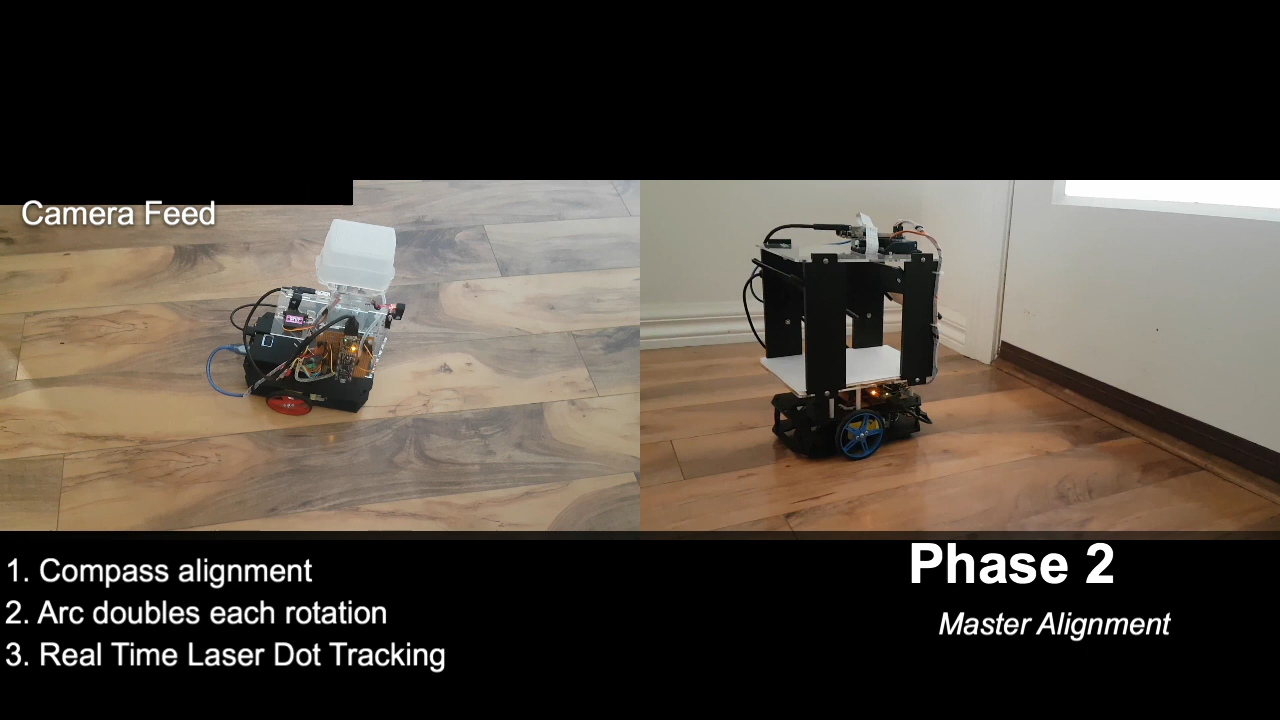 Camera Feed
1. Compass alignment
2. Arc doubles each rotation
3. Real Time Laser Dot Tracking
Phase 2
Master Alignment